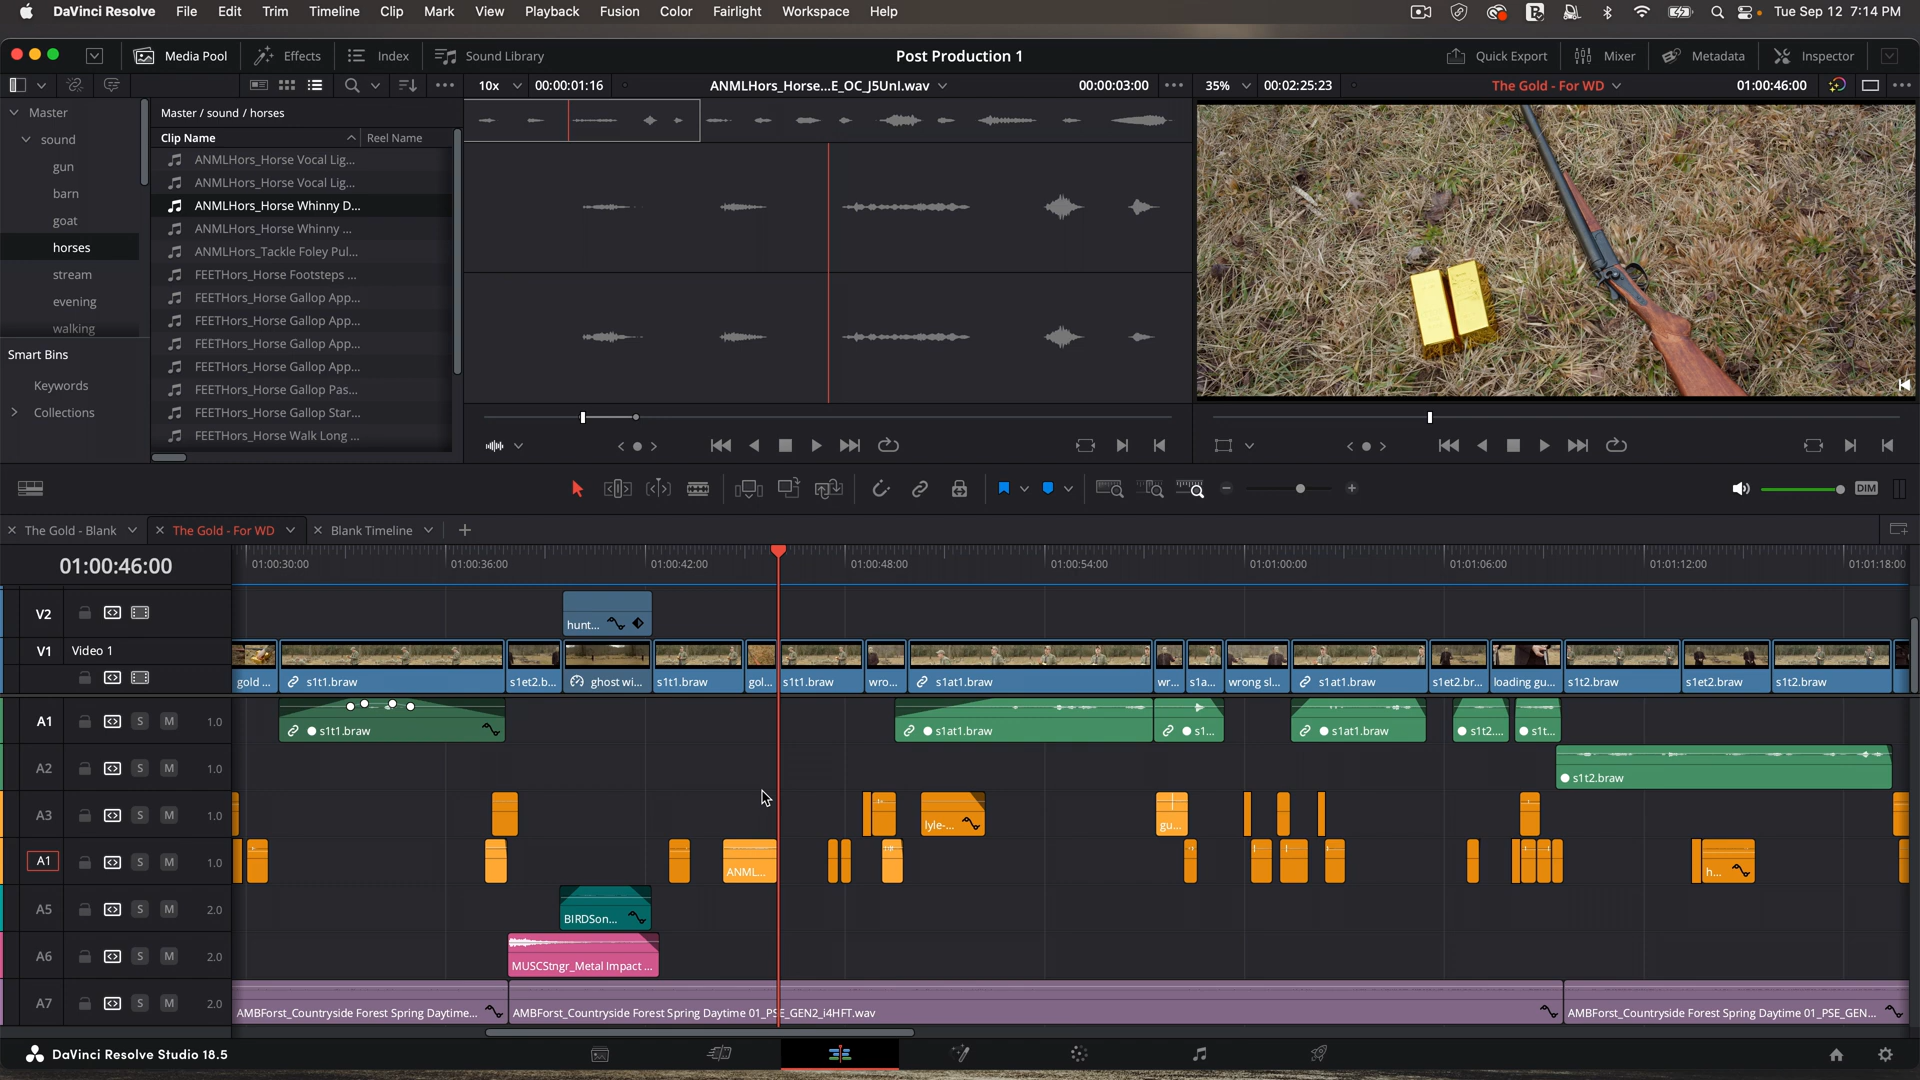 DaVinci Resolve File Edit Trim Timeline Clip Mark View Playback Fusion Color Fairlight Workspace Help Tue Sep 12 7:14 PM
Media Pool Effects Index Sound Library Post Production 1 Quick Export Mixer Metadata Inspector
10x 00:00:01:16 ANMLHors_Horse...E_OC_J5UnI.wav 00:00:03:00 35% 00:02:25:23 The Gold - For WD 01:00:46:00
Master
sound
gun
barn
goat
horses
stream
evening
walking
Smart Bins
Keywords
Collections
Master / sound / horses
Clip Name Reel Name
ANMLHors_Horse Vocal Lig...
ANMLHors_Horse Vocal Lig...
ANMLHors_Horse Whinny D...
ANMLHors_Horse Whinny ...
ANMLHors_Tackle Foley Pul...
FEETHors_Horse Footsteps ...
FEETHors_Horse Gallop App...
FEETHors_Horse Gallop App...
FEETHors_Horse Gallop App...
FEETHors_Horse Gallop App...
FEETHors_Horse Gallop Pas...
FEETHors_Horse Gallop Star...
FEETHors_Horse Walk Long ...
DIM
The Gold - Blank The Gold - For WD Blank Timeline
01:00:46:00 01:00:30:00 01:00:36:00 01:00:42:00 01:00:48:00 01:00:54:00 01:01:00:00 01:01:06:00 01:01:12:00 01:01:18:00
V2 hunt...
V1 Video 1
gold ... s1t1.braw s1et2.b... ghost wi... s1t1.braw gol... s1t1.braw wro... s1at1.braw wr... s1a... wrong sl... s1at1.braw s1et2.br... loading gu... s1t2.braw s1et2.braw s1t2.braw
A1 S M 1.0 s1t1.braw s1at1.braw s1... s1at1.braw s1t2.... s1t...
A2 S M 1.0 s1t2.braw
A3 S M 1.0 lyle-... gu...
A1 S M 1.0 ANML... h...
A5 S M 2.0 BIRDSon...
A6 S M 2.0 MUSCStngr_Metal Impact ...
A7 S M 2.0 AMBForst_Countryside Forest Spring Daytime... AMBForst_Countryside Forest Spring Daytime 01_PSE_GEN2_i4HFT.wav AMBForst_Countryside Forest Spring Daytime 01_PSE_GEN...
DaVinci Resolve Studio 18.5